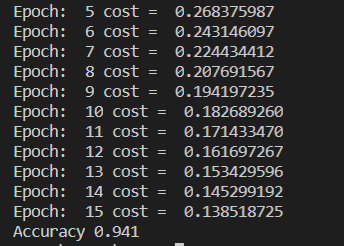 Epoch:  5 cost =  0.268375987
Epoch:  6 cost =  0.243146097
Epoch:  7 cost =  0.224434412
Epoch:  8 cost =  0.207691567
Epoch:  9 cost =  0.194197235
Epoch:  10 cost =  0.182689260
Epoch:  11 cost =  0.171433470
Epoch:  12 cost =  0.161697267
Epoch:  13 cost =  0.153429596
Epoch:  14 cost =  0.145299192
Epoch:  15 cost =  0.138518725
Accuracy 0.941